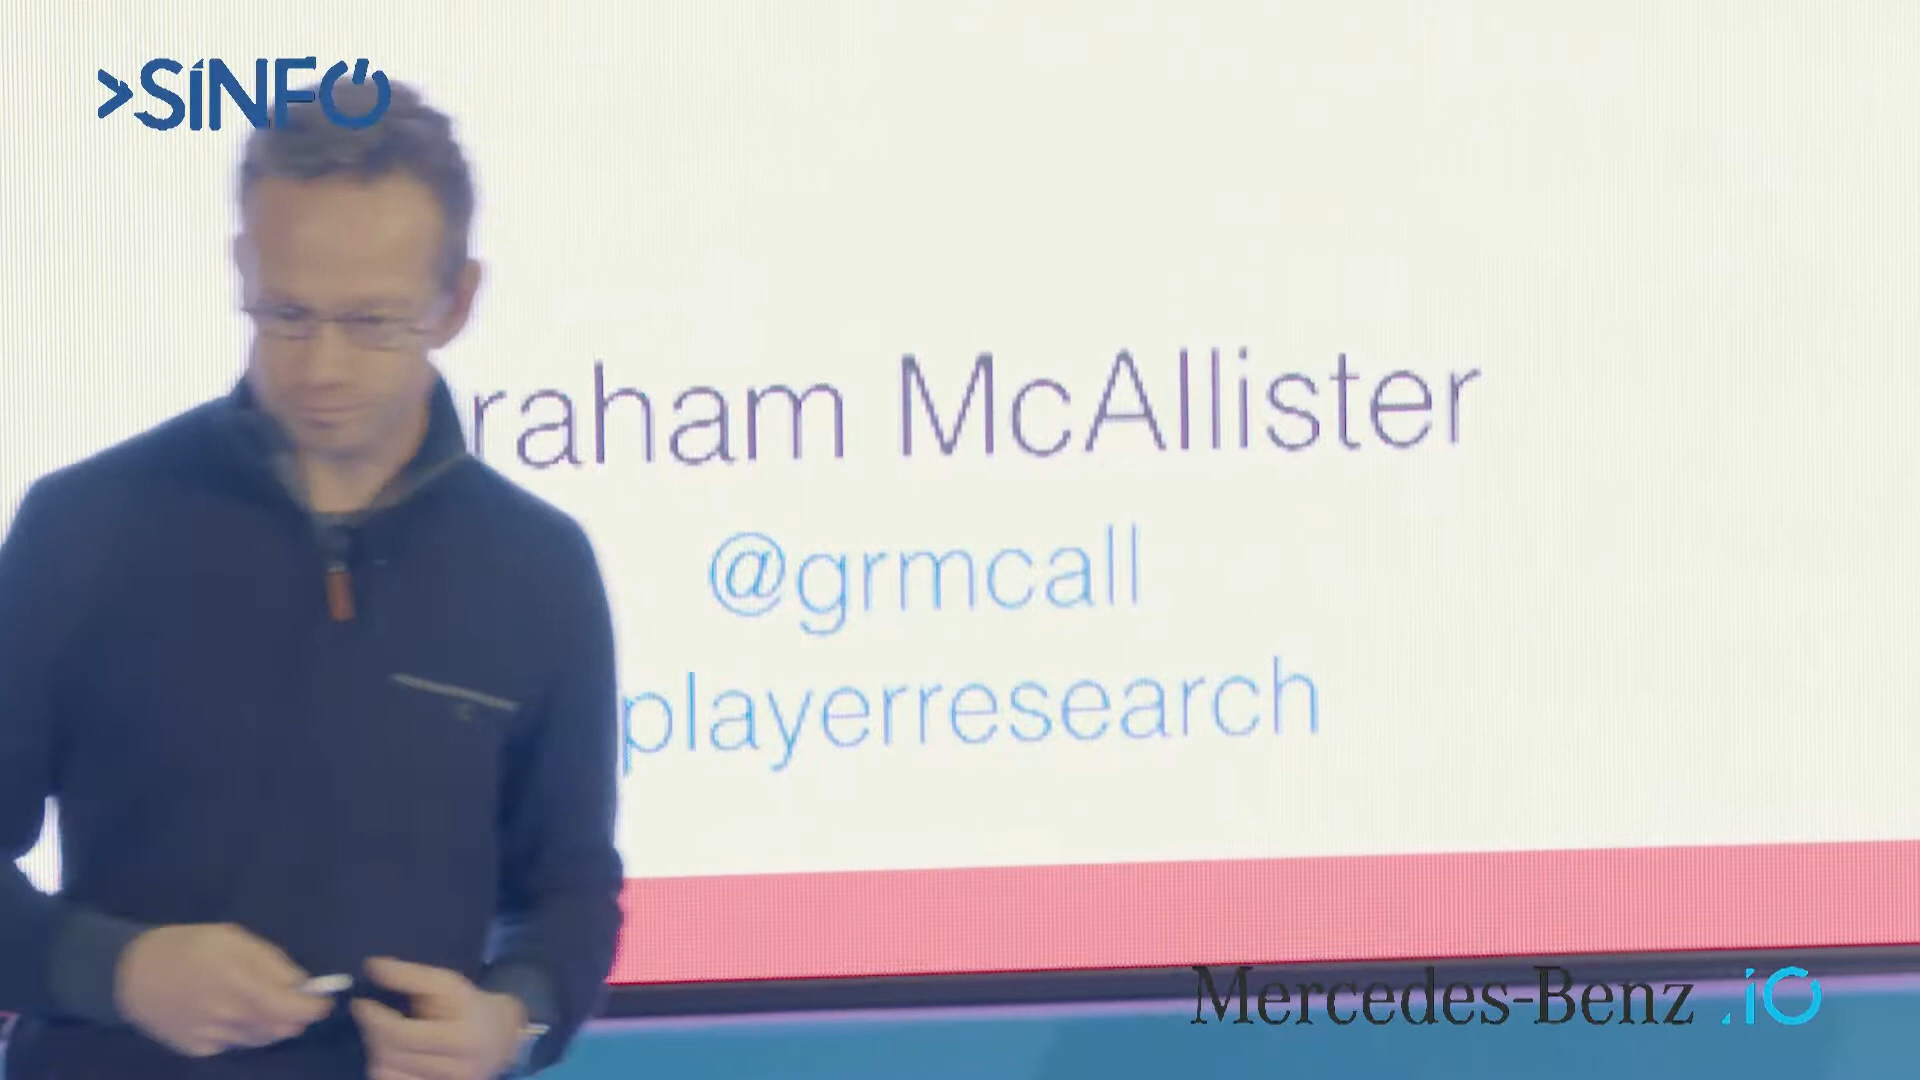 >SINFO
raham McAllister
@grmcall
playerresearch
Mercedes-Benz .io